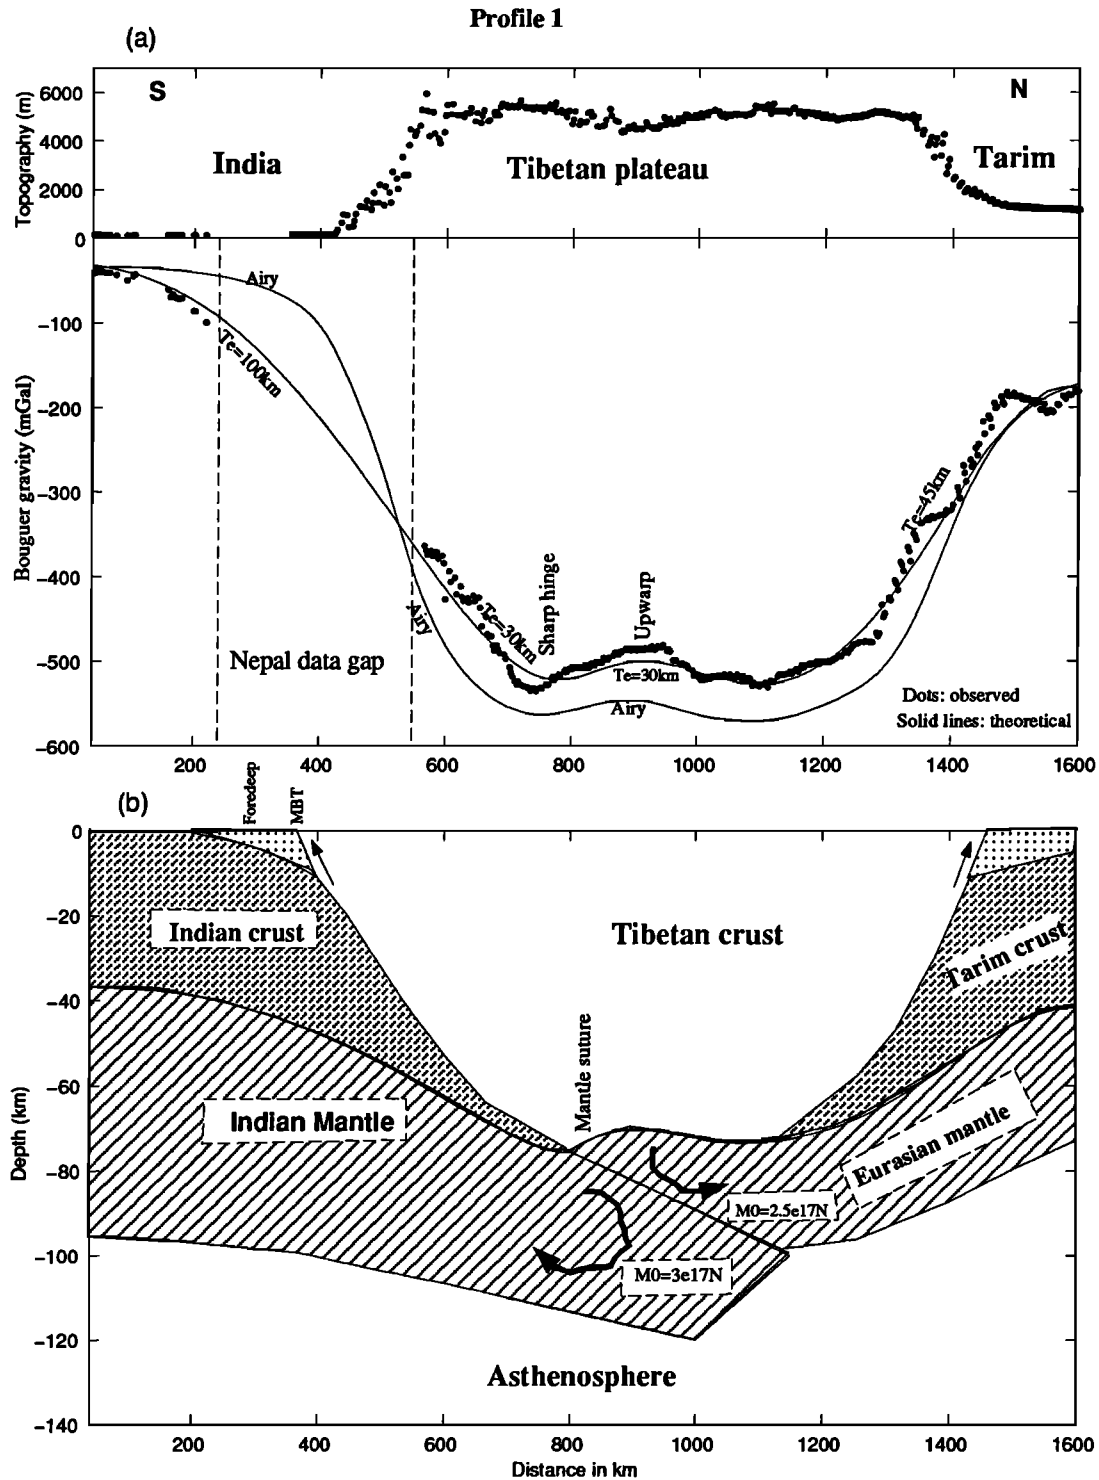 Profile 1
(a)
S
N
6000
4000
2000
0
Topography (m)
India
Tibetan plateau
Tarim
Airy
Te=100km
−100
−200
−300
−400
−500
−600
Bouguer gravity (mGal)
Te=45km
Airy
Te=30km
Sharp hinge
Upwarp
Te=30km
Airy
Nepal data gap
Dots: observed
Solid lines: theoretical
200
400
600
800
1000
1200
1400
1600
(b)
Foredeep
MBT
0
−20
−40
−60
−80
−100
−120
−140
Depth (km)
Indian crust
Tibetan crust
Tarim crust
Mantle suture
Indian Mantle
Eurasian mantle
M0=2.5e17N
M0=3e17N
Asthenosphere
200
400
600
800
1000
1200
1400
1600
Distance in km